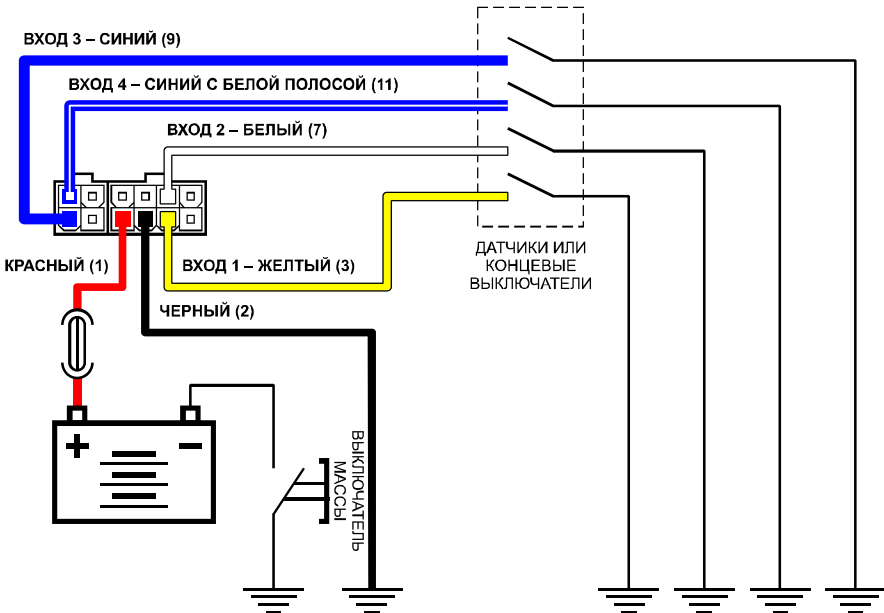 ВХОД 3 – СИНИЙ (9)
ВХОД 4 – СИНИЙ С БЕЛОЙ ПОЛОСОЙ (11)
ВХОД 2 – БЕЛЫЙ (7)
КРАСНЫЙ (1)
ВХОД 1 – ЖЕЛТЫЙ (3)
ЧЕРНЫЙ (2)
ДАТЧИКИ ИЛИ
КОНЦЕВЫЕ
ВЫКЛЮЧАТЕЛИ
+
–
ВЫКЛЮЧАТЕЛЬ
МАССЫ